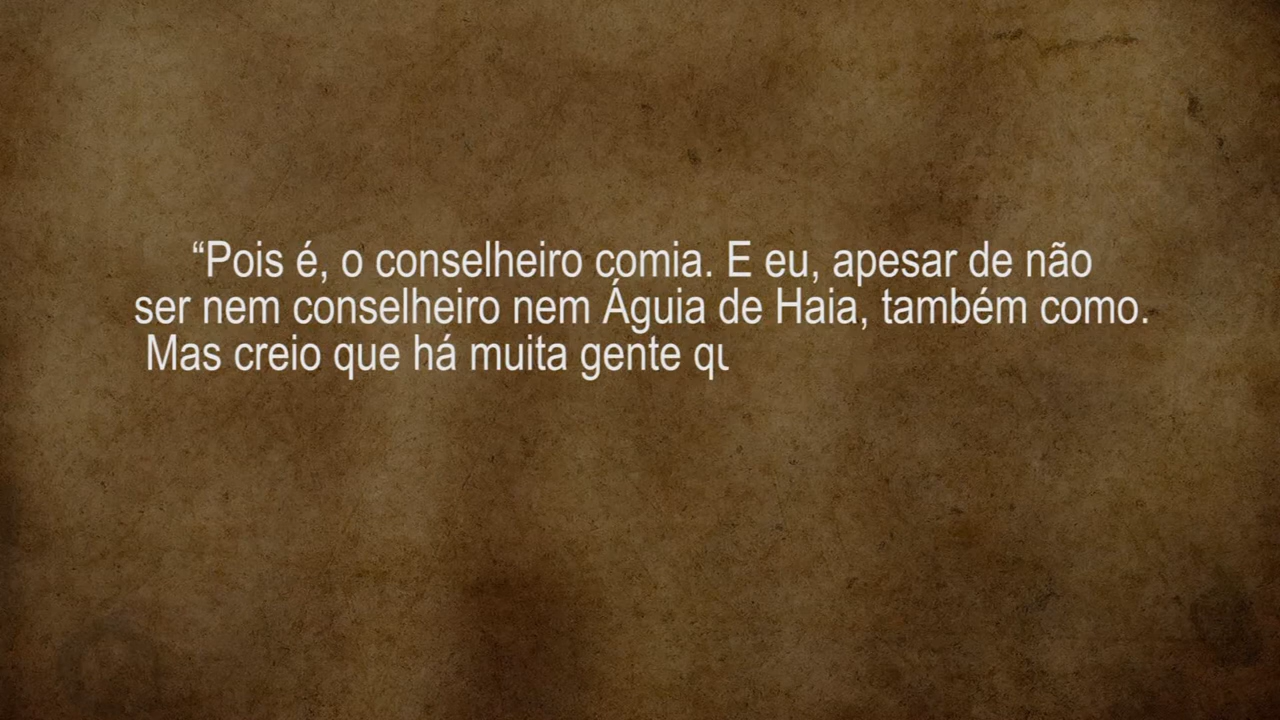 “Pois é, o conselheiro comia. E eu, apesar de não
ser nem conselheiro nem Águia de Haia, também como.
Mas creio que há muita gente